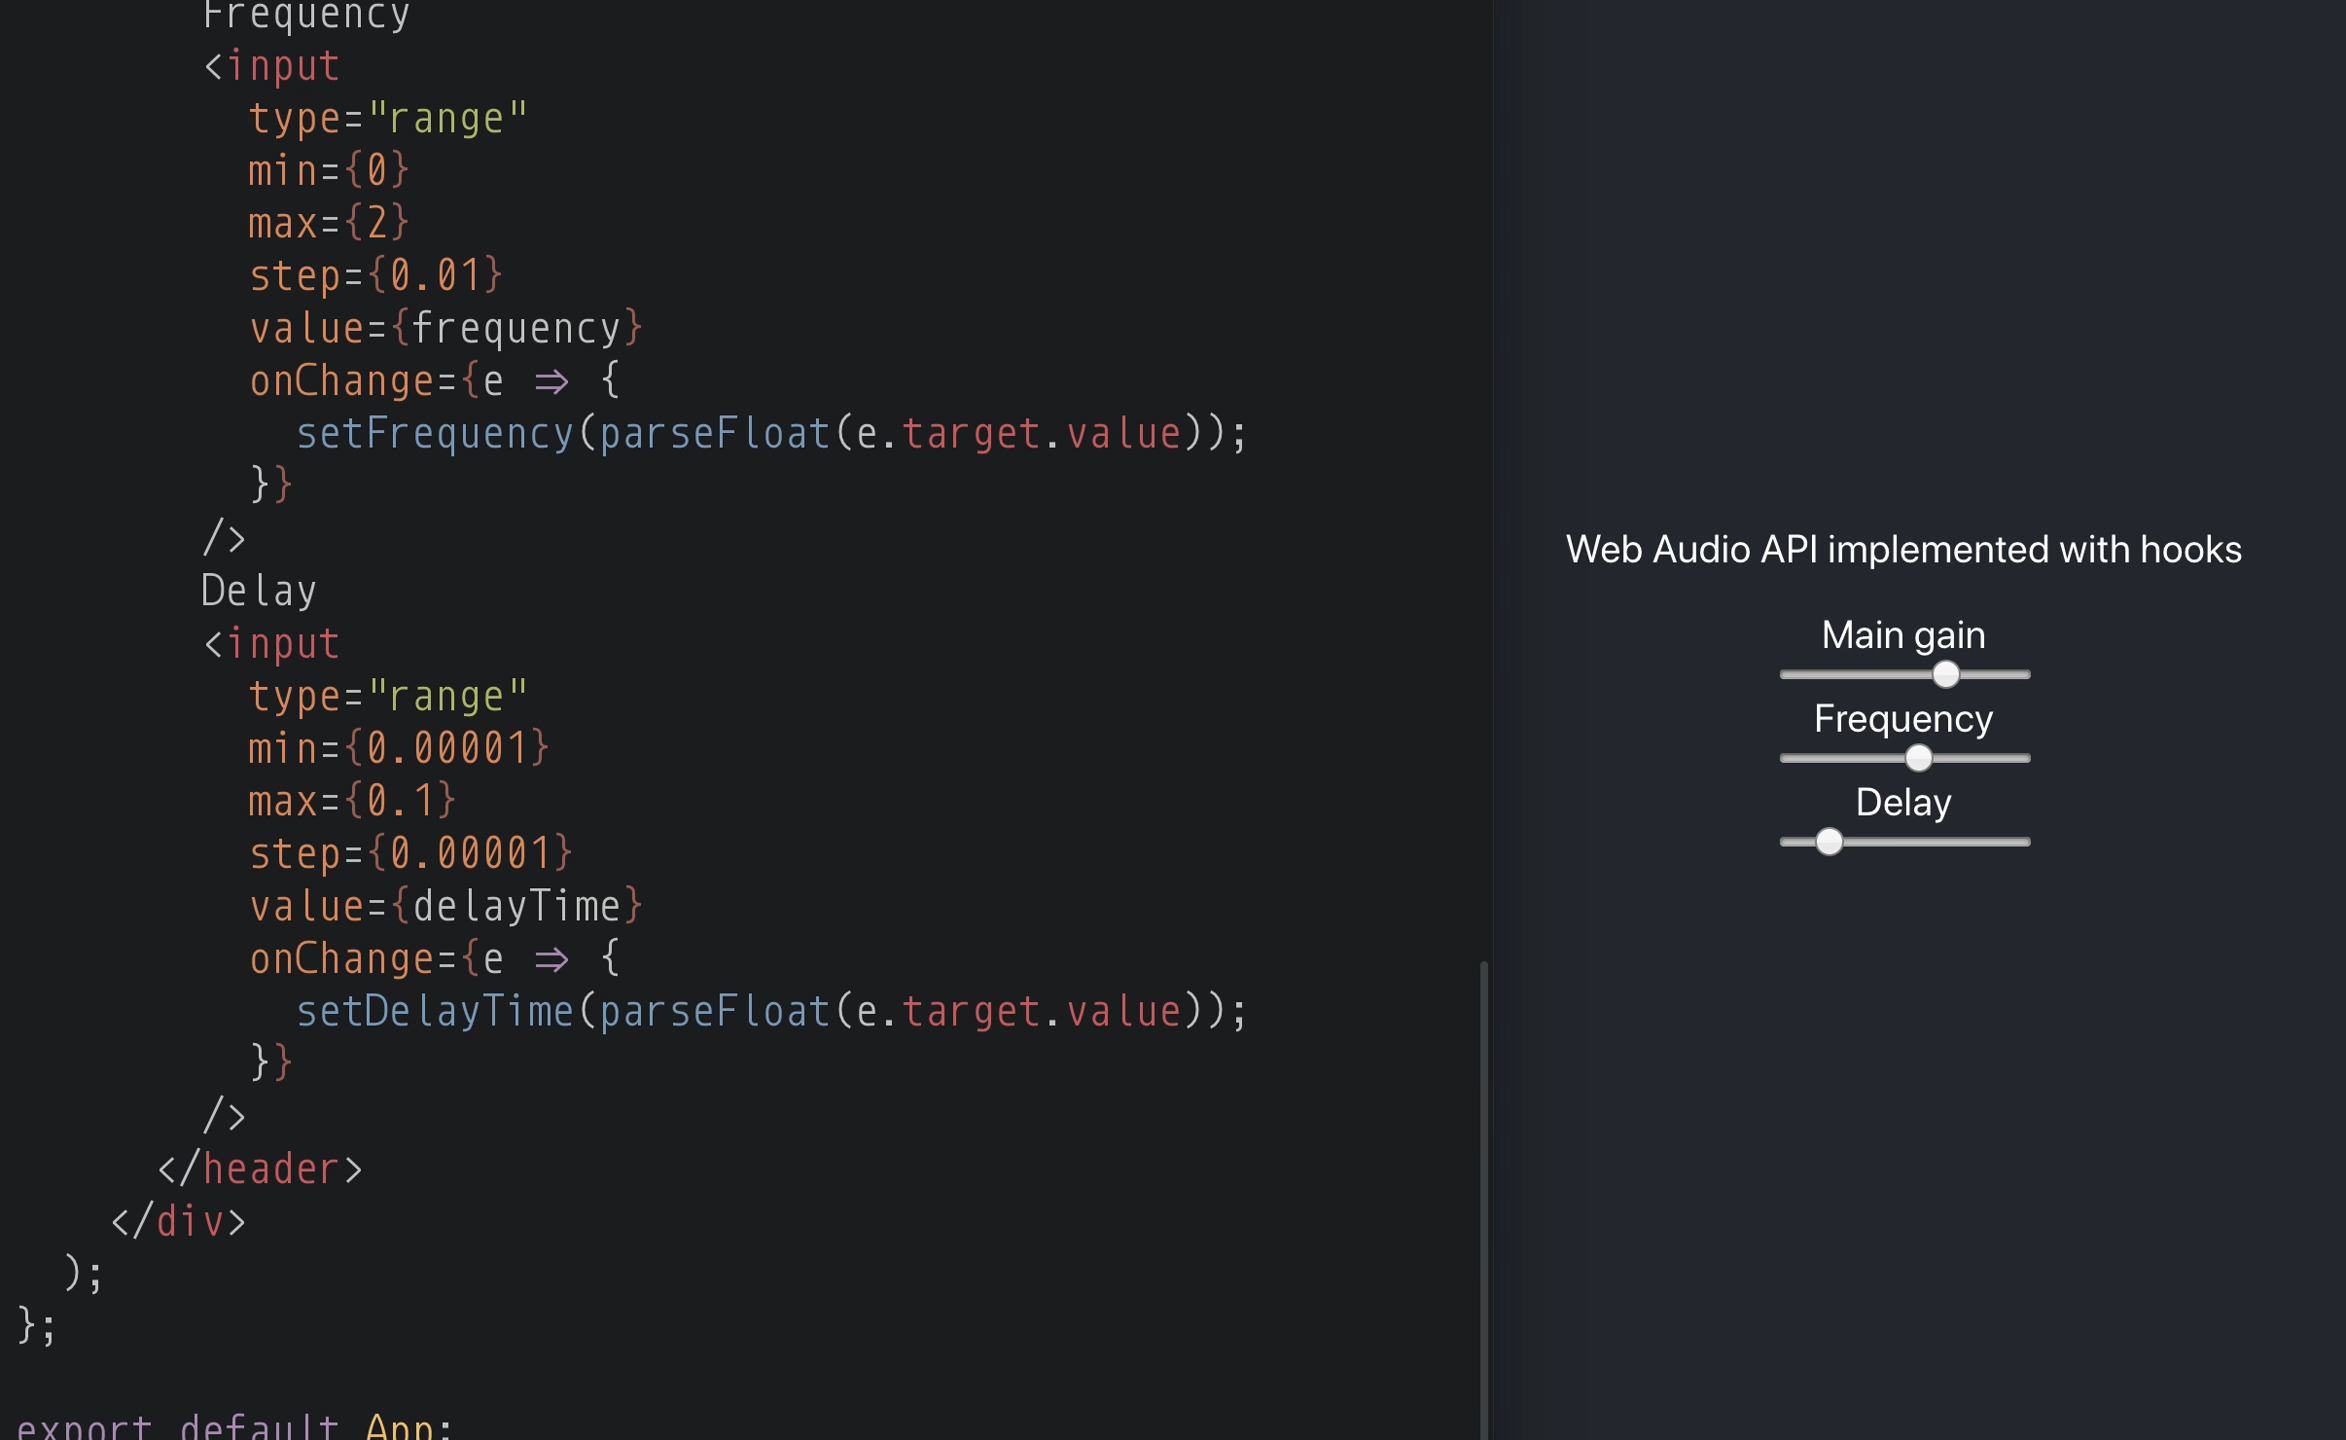 Frequency
<input
type="range"
min={0}
max={2}
step={0.01}
value={frequency}
onChange={e => {
setFrequency(parseFloat(e.target.value));
}}
/>
Delay
<input
type="range"
min={0.00001}
max={0.1}
step={0.00001}
value={delayTime}
onChange={e => {
setDelayTime(parseFloat(e.target.value));
}}
/>
</header>
</div>
);
};
export default App;
Web Audio API implemented with hooks
Main gain
Frequency
Delay